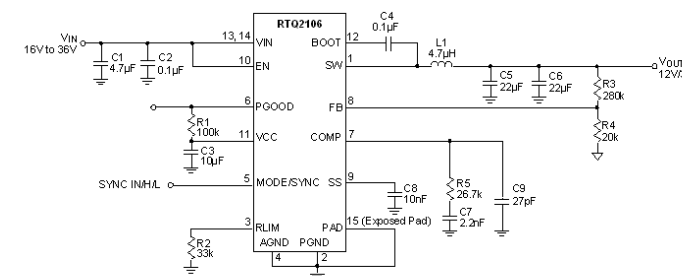 RTQ2106
VIN
16V to 36V
C1
4.7μF
C2
0.1μF
13, 14
VIN
10
EN
6
PGOOD
R1
100k
11
VCC
C3
10μF
SYNC IN/H/L
5
MODE/SYNC
3
RLIM
R2
33k
AGND
4
PGND
2
BOOT
12
C4
0.1μF
SW
1
L1
4.7μH
C5
22μF
C6
22μF
VOUT
12V/
R3
280k
FB
8
R4
20k
COMP
7
R5
26.7k
C7
2.2nF
C9
27pF
SS
9
C8
10nF
PAD
15 (Exposed Pad)